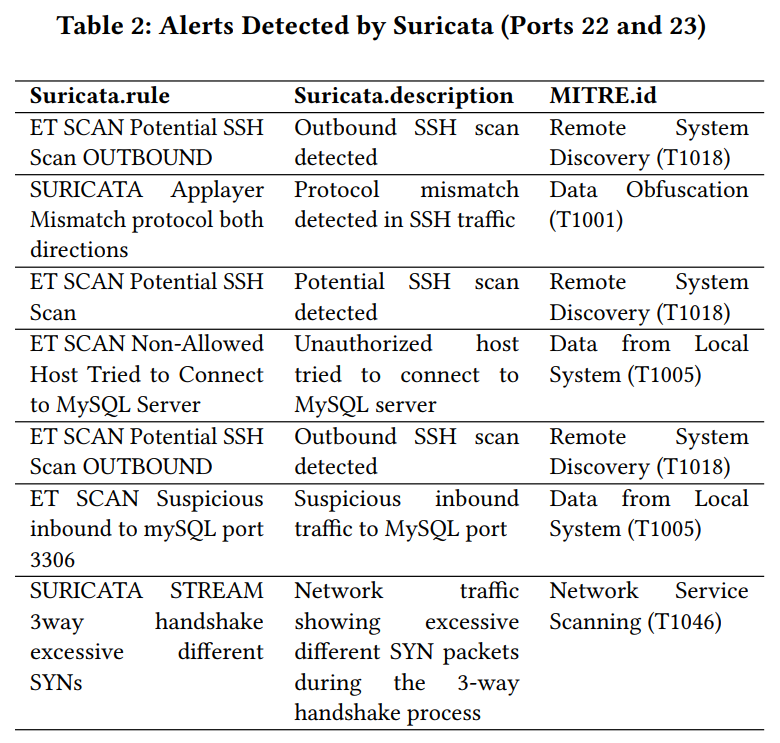 Table 2: Alerts Detected by Suricata (Ports 22 and 23)
Suricata.rule Suricata.description MITRE.id
ET SCAN Potential SSH Outbound SSH scan Remote System
Scan OUTBOUND detected Discovery (T1018)
SURICATA Applayer Protocol mismatch Data Obfuscation
Mismatch protocol both detected in SSH traffic (T1001)
directions
ET SCAN Potential SSH Potential SSH scan Remote System
Scan detected Discovery (T1018)
ET SCAN Non-Allowed Unauthorized host Data from Local
Host Tried to Connect tried to connect to System (T1005)
to MySQL Server MySQL server
ET SCAN Potential SSH Outbound SSH scan Remote System
Scan OUTBOUND detected Discovery (T1018)
ET SCAN Suspicious Suspicious inbound Data from Local
inbound to mySQL port traffic to MySQL port System (T1005)
3306
SURICATA STREAM Network traffic Network Service
3way handshake showing excessive Scanning (T1046)
excessive different different SYN packets
SYNs during the 3-way
handshake process